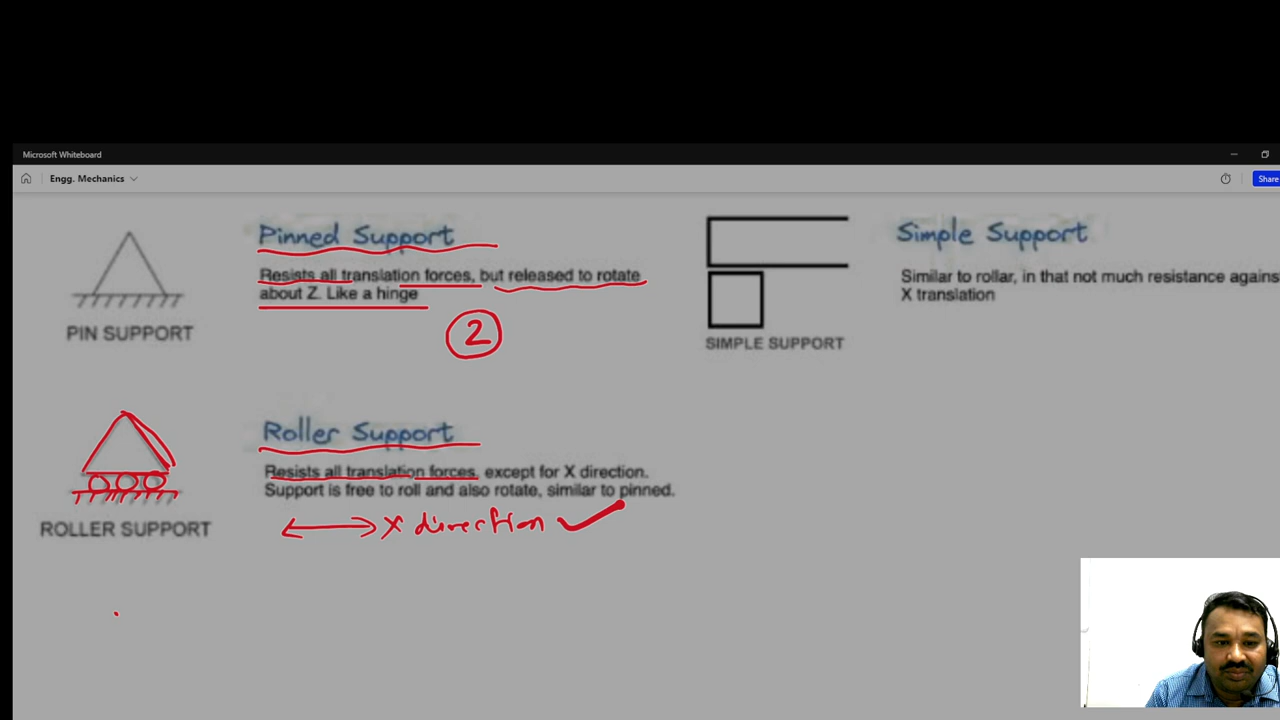 Microsoft Whiteboard
Engg. Mechanics
Share
Pinned Support
Resists all translation forces, but released to rotate
about Z. Like a hinge
PIN SUPPORT
2
Simple Support
Similar to rollar, in that not much resistance agains
X translation
SIMPLE SUPPORT
Roller Support
Resists all translation forces, except for X direction.
Support is free to roll and also rotate, similar to pinned.
ROLLER SUPPORT
X direction